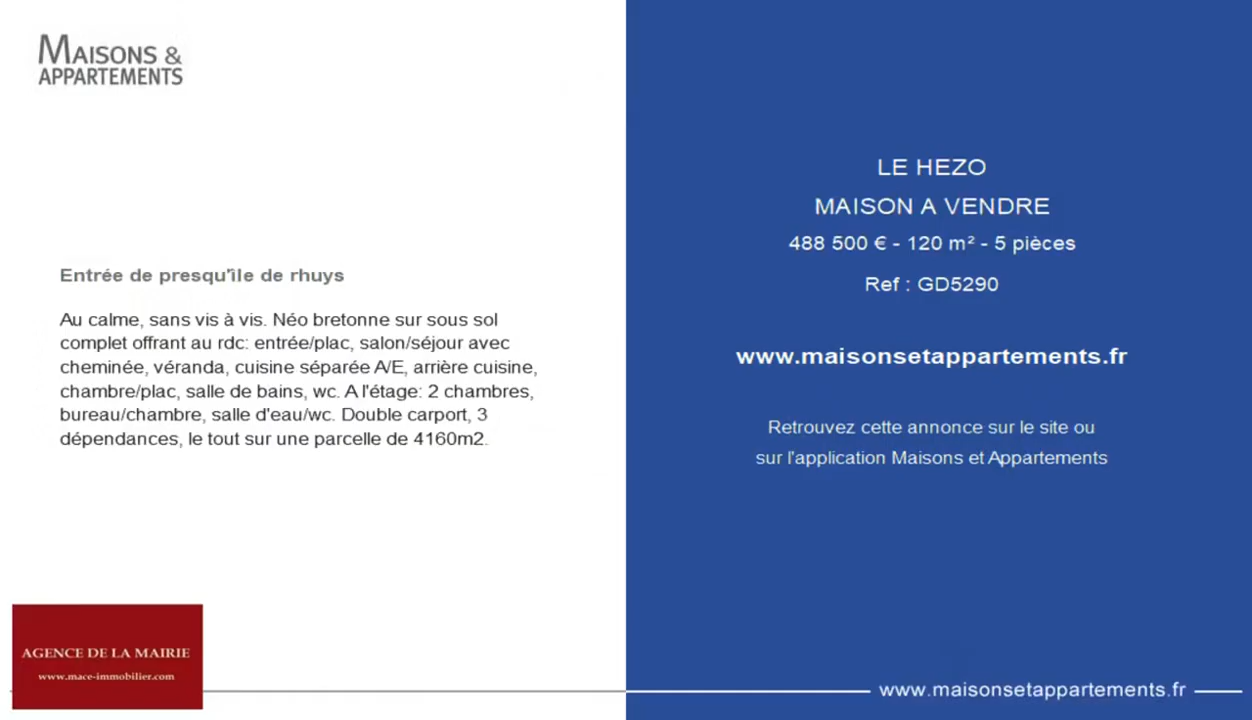 MAISONS &
APPARTEMENTS
Entrée de presqu'île de rhuys
Au calme, sans vis à vis. Néo bretonne sur sous sol
complet offrant au rdc: entrée/plac, salon/séjour avec
cheminée, véranda, cuisine séparée A/E, arrière cuisine,
chambre/plac, salle de bains, wc. A l'étage: 2 chambres,
bureau/chambre, salle d'eau/wc. Double carport, 3
dépendances, le tout sur une parcelle de 4160m2.
AGENCE DE LA MAIRIE
www.mace-immobilier.com
LE HEZO
MAISON A VENDRE
488 500 € - 120 m² - 5 pièces
Ref : GD5290
www.maisonsetappartements.fr
Retrouvez cette annonce sur le site ou
sur l'application Maisons et Appartements
www.maisonsetappartements.fr